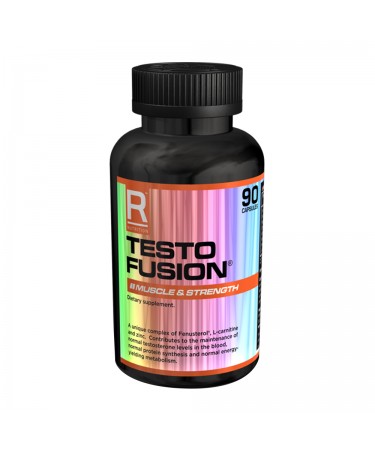 R
NUTRITION
90
CAPSULES
TESTO
FUSION®
MUSCLE & STRENGTH
Dietary supplement.
A unique complex of Fenusterol®, L-carnitine
and zinc. Contributes to the maintenance of
normal testosterone levels in the blood,
normal protein synthesis and normal energy-
yielding metabolism.